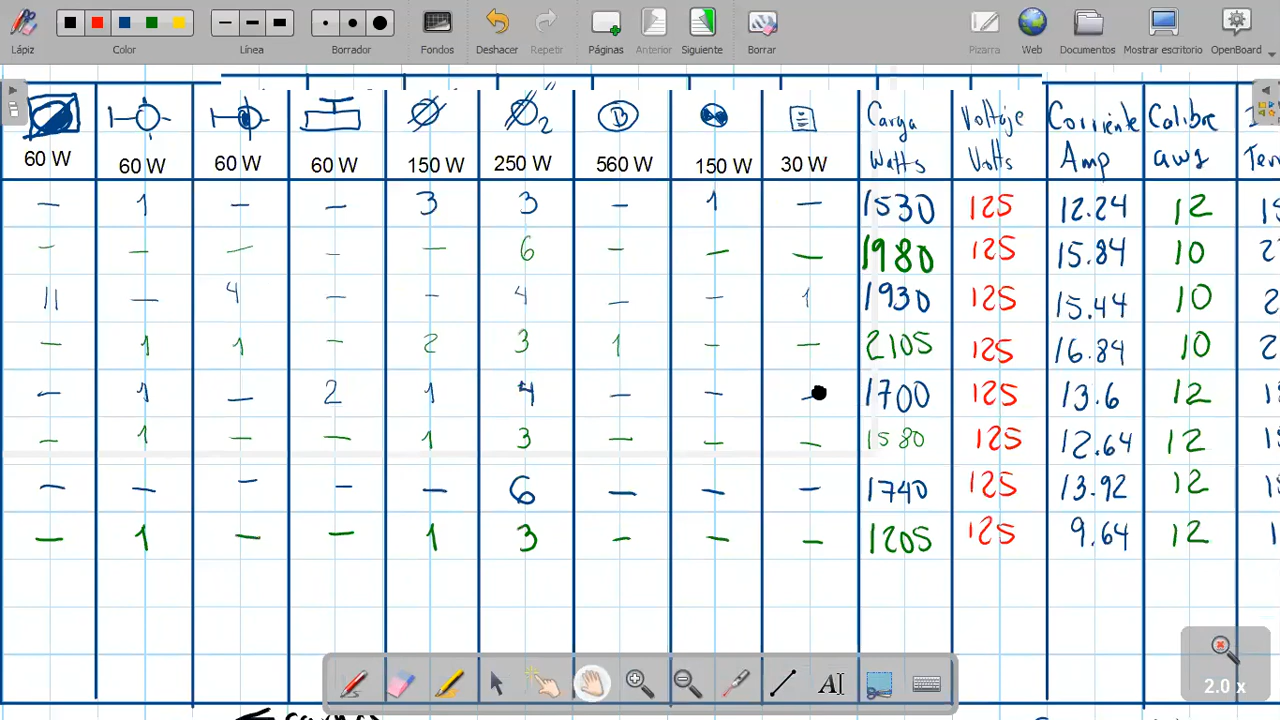 Lápiz Color Línea Borrador Fondos Deshacer Repetir Páginas Anterior Siguiente Borrar Pizarra Web Documentos Mostrar escritorio OpenBoard
2 B Carga Voltaje Corriente Calibre
60 W 60 W 60 W 60 W 150 W 250 W 560 W 150 W 30 W Watts Volts Amp awg
— 1 — — 3 3 — 1 — 1530 125 12.24 12
— — — — — 6 — — — 1980 125 15.84 10
11 — 4 — — 4 — — 1 1930 125 15.44 10
— 1 1 — 2 3 1 — — 2105 125 16.84 10
— 1 — 2 1 4 — — — 1700 125 13.6 12
— 1 — — 1 3 — — — 1580 125 12.64 12
— — — — — 6 — — — 1740 125 13.92 12
— 1 — — 1 3 — — — 1205 125 9.64 12
2.0 x